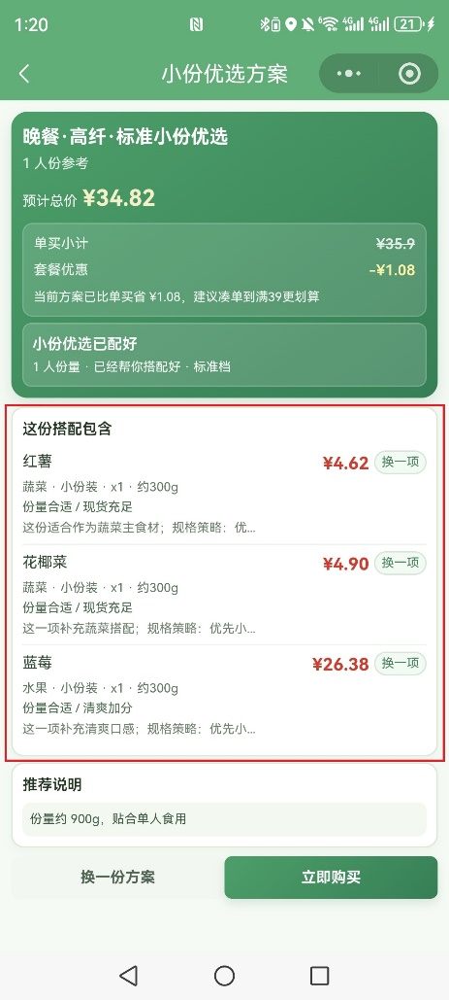 1:20
6
4G
4G
21
小份优选方案
晚餐·高纤·标准小份优选
1 人份参考
预计总价 ¥34.82
单买小计 ¥35.9
套餐优惠 -¥1.08
当前方案已比单买省 ¥1.08，建议凑单到满39更划算
小份优选已配好
1 人份量 · 已经帮你搭配好 · 标准档
这份搭配包含
红薯 ¥4.62 换一项
蔬菜 · 小份装 · x1 · 约300g
份量合适 / 现货充足
这份适合作为蔬菜主食材；规格策略：优...
花椰菜 ¥4.90 换一项
蔬菜 · 小份装 · x1 · 约300g
份量合适 / 现货充足
这一项补充蔬菜搭配；规格策略：优先小...
蓝莓 ¥26.38 换一项
水果 · 小份装 · x1 · 约300g
份量合适 / 清爽加分
这一项补充清爽口感；规格策略：优先小...
推荐说明
份量约 900g，贴合单人食用
换一份方案 立即购买